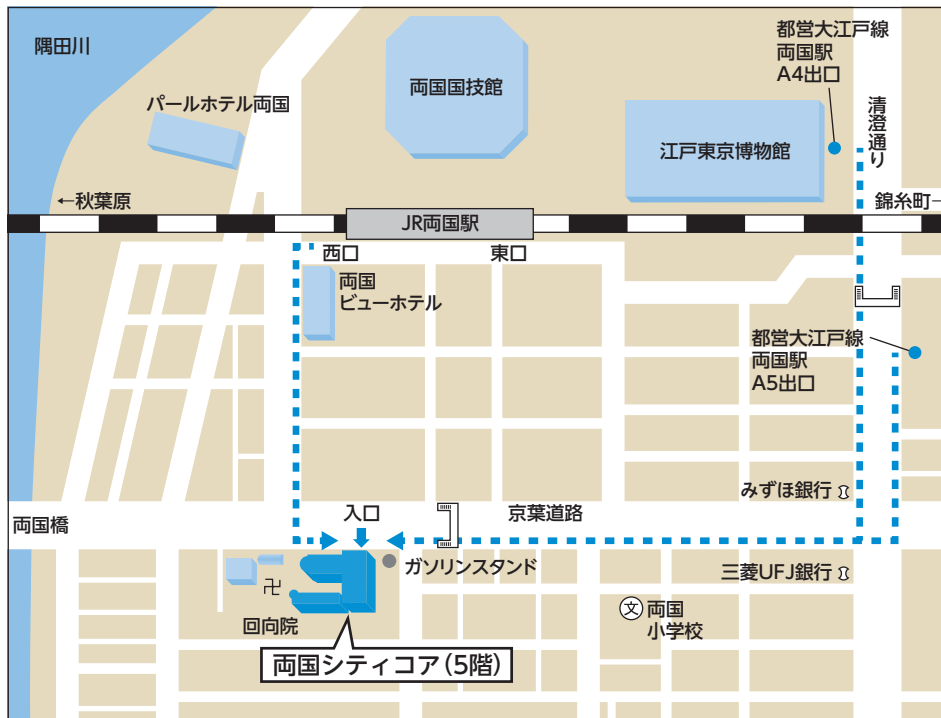 隅田川
パールホテル両国
両国国技館
江戸東京博物館
都営大江戸線
両国駅
A4出口
清澄通り
←秋葉原
錦糸町→
JR両国駅
西口
東口
両国
ビューホテル
都営大江戸線
両国駅
A5出口
みずほ銀行
両国橋
入口
京葉道路
ガソリンスタンド
三菱UFJ銀行
卍
回向院
文
両国
小学校
両国シティコア(5階)